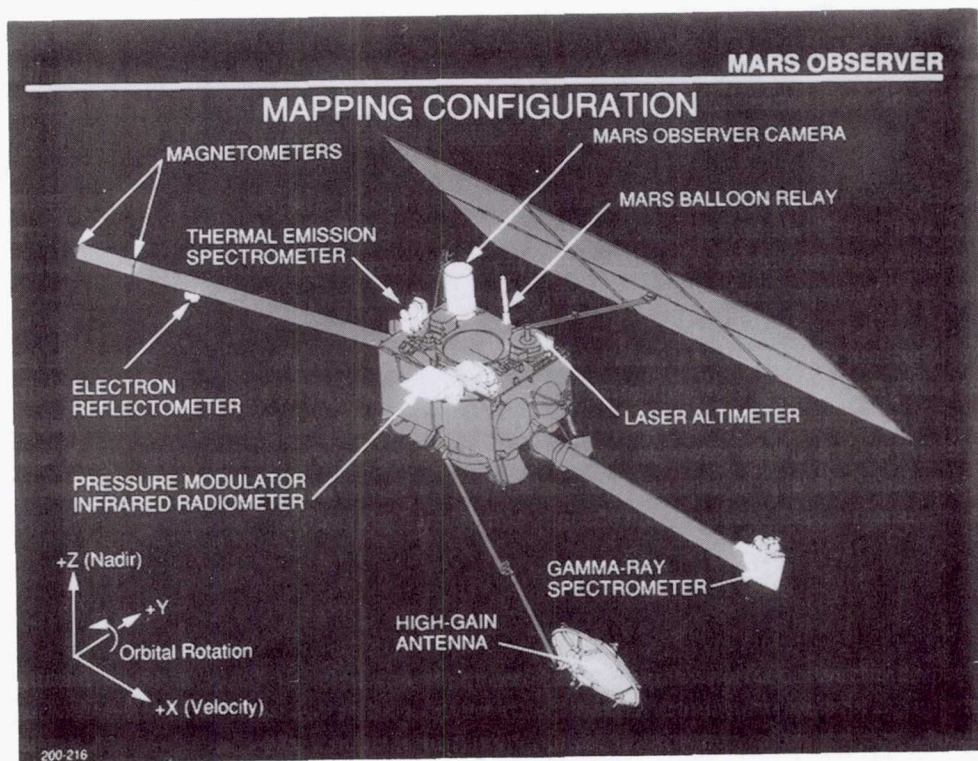 MARS OBSERVER
MAPPING CONFIGURATION
MAGNETOMETERS
MARS OBSERVER CAMERA
MARS BALLOON RELAY
THERMAL EMISSION
SPECTROMETER
ELECTRON
REFLECTOMETER
LASER ALTIMETER
PRESSURE MODULATOR
INFRARED RADIOMETER
+Z (Nadir)
+Y
Orbital Rotation
+X (Velocity)
GAMMA-RAY
SPECTROMETER
HIGH-GAIN
ANTENNA
200-216